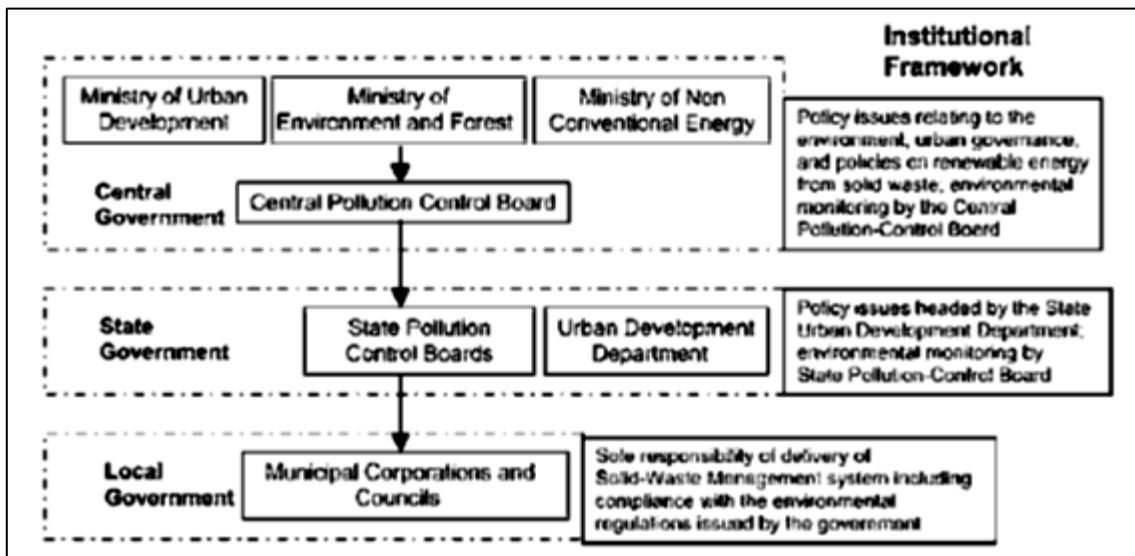 Institutional
Framework
Ministry of Urban
Development
Ministry of
Environment and Forest
Ministry of Non
Conventional Energy
Policy issues relating to the
environment, urban governance,
and policies on renewable energy
from solid waste; environmental
monitoring by the Central
Pollution-Control Board
Central
Government
Central Pollution Control Board
State
Government
State Pollution
Control Boards
Urban Development
Department
Policy issues headed by the State
Urban Development Department;
environmental monitoring by
State Pollution-Control Board
Local
Government
Municipal Corporations and
Councils
Sole responsibility of delivery of
Solid-Waste Management system including
compliance with the environmental
regulations issued by the government